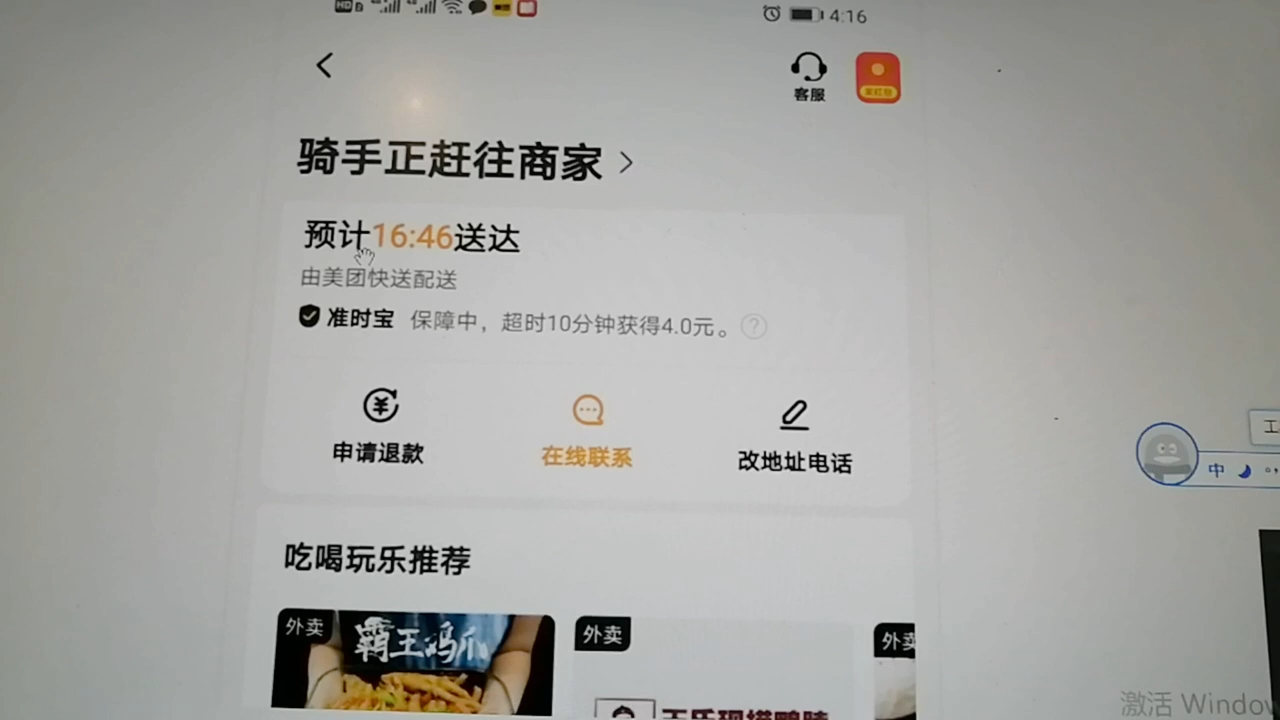 HD
4:16
客服
骑手正赶往商家
预计16:46送达
由美团快送配送
准时宝 保障中，超时10分钟获得4.0元。
申请退款
在线联系
改地址电话
中
吃喝玩乐推荐
外卖
霸王鸡爪
外卖
外卖
激活 Window